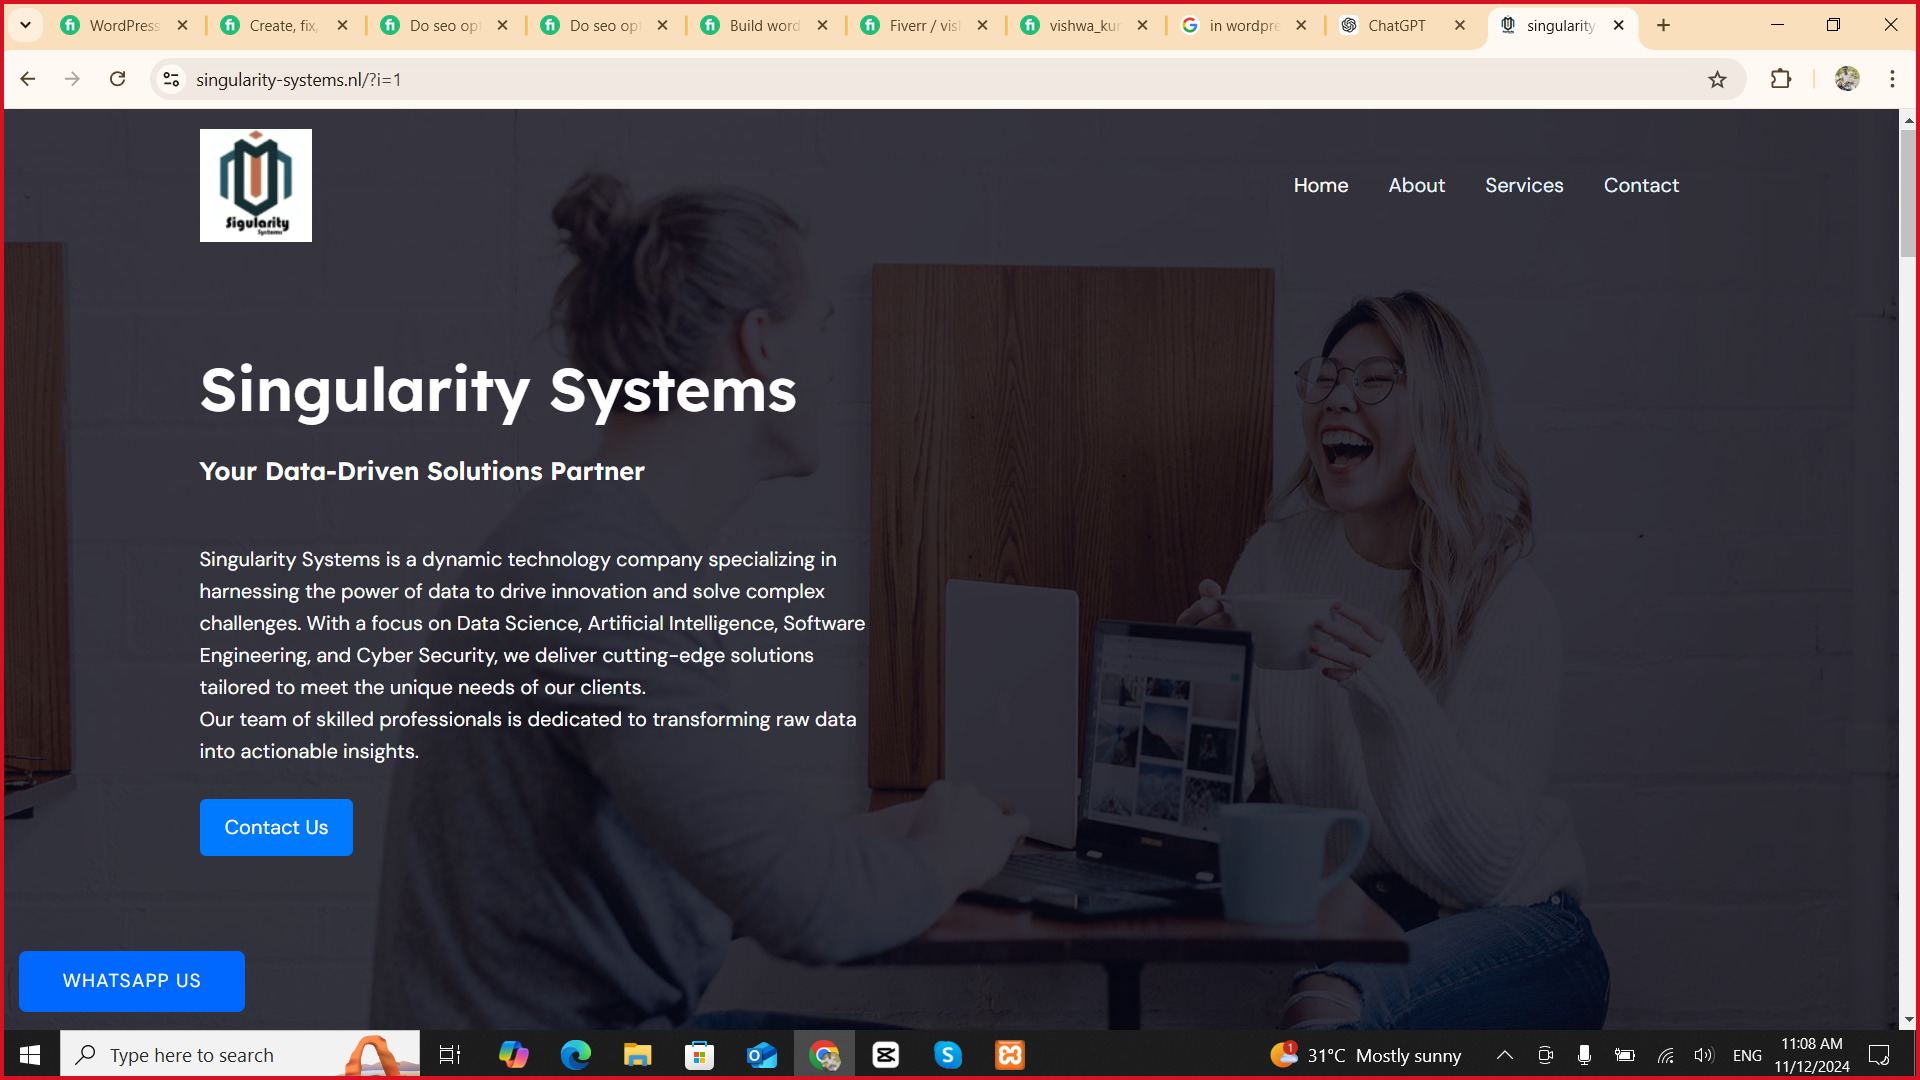 WordPress
Create, fix,
Do seo opt
Do seo opt
Build word
Fiverr / vis
vishwa_kur
in wordpre
ChatGPT
singularity
singularity-systems.nl/?i=1
Sigularity
Systems
Home About Services Contact
Singularity Systems
Your Data-Driven Solutions Partner
Singularity Systems is a dynamic technology company specializing in
harnessing the power of data to drive innovation and solve complex
challenges. With a focus on Data Science, Artificial Intelligence, Software
Engineering, and Cyber Security, we deliver cutting-edge solutions
tailored to meet the unique needs of our clients.
Our team of skilled professionals is dedicated to transforming raw data
into actionable insights.
Contact Us
WHATSAPP US
Type here to search
1
31°C Mostly sunny
ENG
11:08 AM
11/12/2024